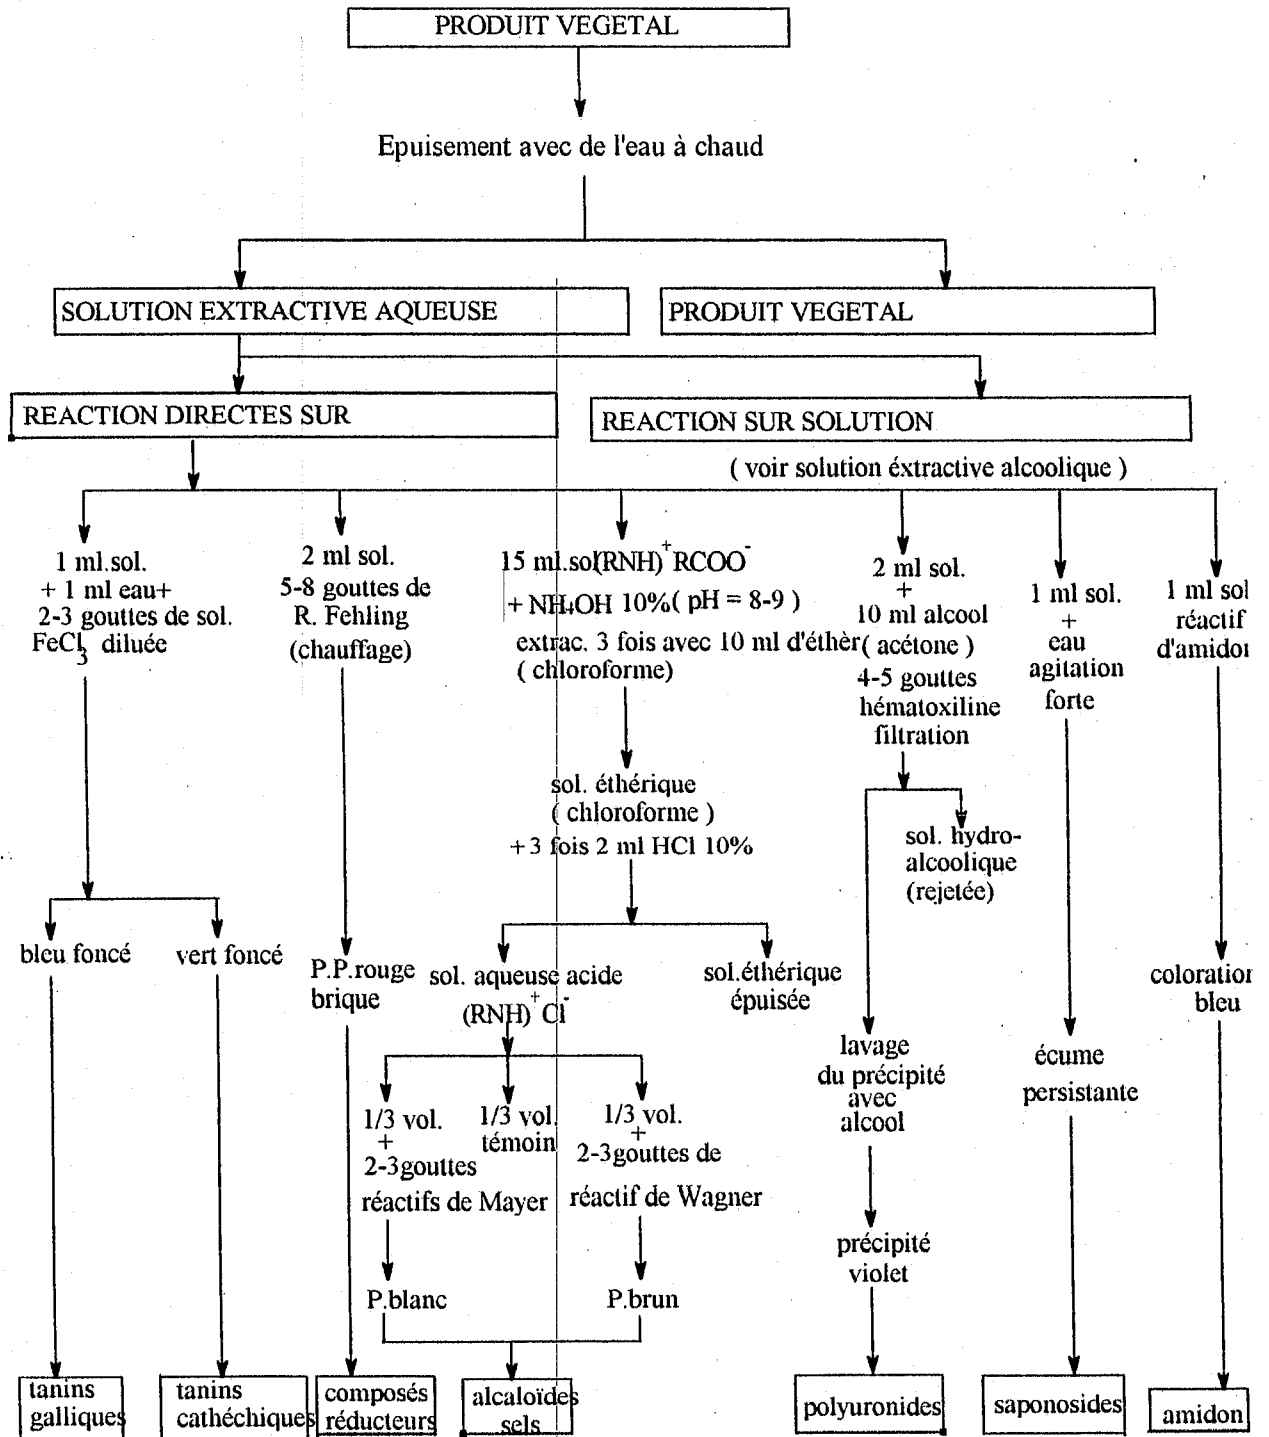 PRODUIT VEGETAL
Epuisement avec de l'eau à chaud
SOLUTION EXTRACTIVE AQUEUSE
PRODUIT VEGETAL
REACTION DIRECTES SUR
REACTION SUR SOLUTION
( voir solution éxtractive alcoolique )
1 ml.sol.
+ 1 ml eau+
2-3 gouttes de sol.
FeCl3 diluée
2 ml sol.
5-8 gouttes de
R. Fehling
(chauffage)
15 ml.sol(RNH)+RCOO-
+ NH4OH 10%( pH = 8-9 )
extrac. 3 fois avec 10 ml d'éthèr
( chloroforme)
2 ml sol.
+
10 ml alcool
( acétone )
4-5 gouttes
hématoxiline
filtration
1 ml sol.
+
eau
agitation
forte
1 ml sol
réactif
d'amidon
sol. éthérique
( chloroforme )
+ 3 fois 2 ml HCl 10%
sol. hydro-
alcoolique
(rejetée)
bleu foncé
vert foncé
P.P.rouge
brique
sol. aqueuse acide
(RNH)+Cl-
sol.éthérique
épuisée
lavage
du précipité
avec
alcool
écume
persistante
coloration
bleu
1/3 vol.
+
2-3gouttes
réactifs de Mayer
1/3 vol.
témoin
1/3 vol.
+
2-3gouttes de
réactif de Wagner
précipité
violet
P.blanc
P.brun
tanins
galliques
tanins
cathéchiques
composés
réducteurs
alcaloïdes
sels
polyuronides
saponosides
amidon